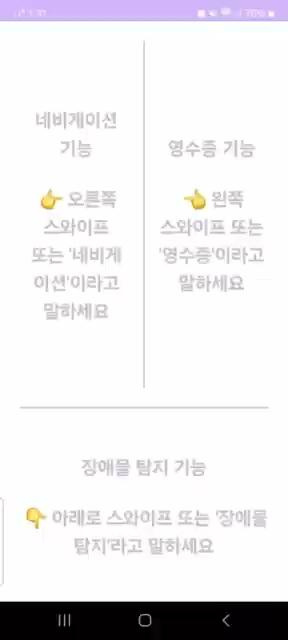 네비게이션
기능
👉 오른쪽
스와이프
또는 '네비게
이션'이라고
말하세요
영수증 기능
👈 왼쪽
스와이프 또는
'영수증'이라고
말하세요
장애물 탐지 기능
👇 아래로 스와이프 또는 '장애물
탐지'라고 말하세요